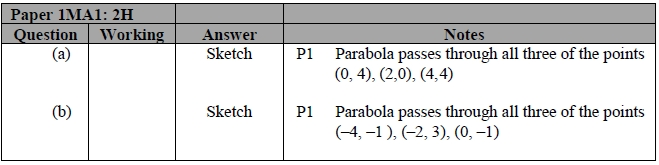 Paper 1MA1: 2H
Question Working Answer Notes
(a) Sketch P1 Parabola passes through all three of the points
(0, 4), (2,0), (4,4)
(b) Sketch P1 Parabola passes through all three of the points
(–4, –1 ), (–2, 3), (0, –1)